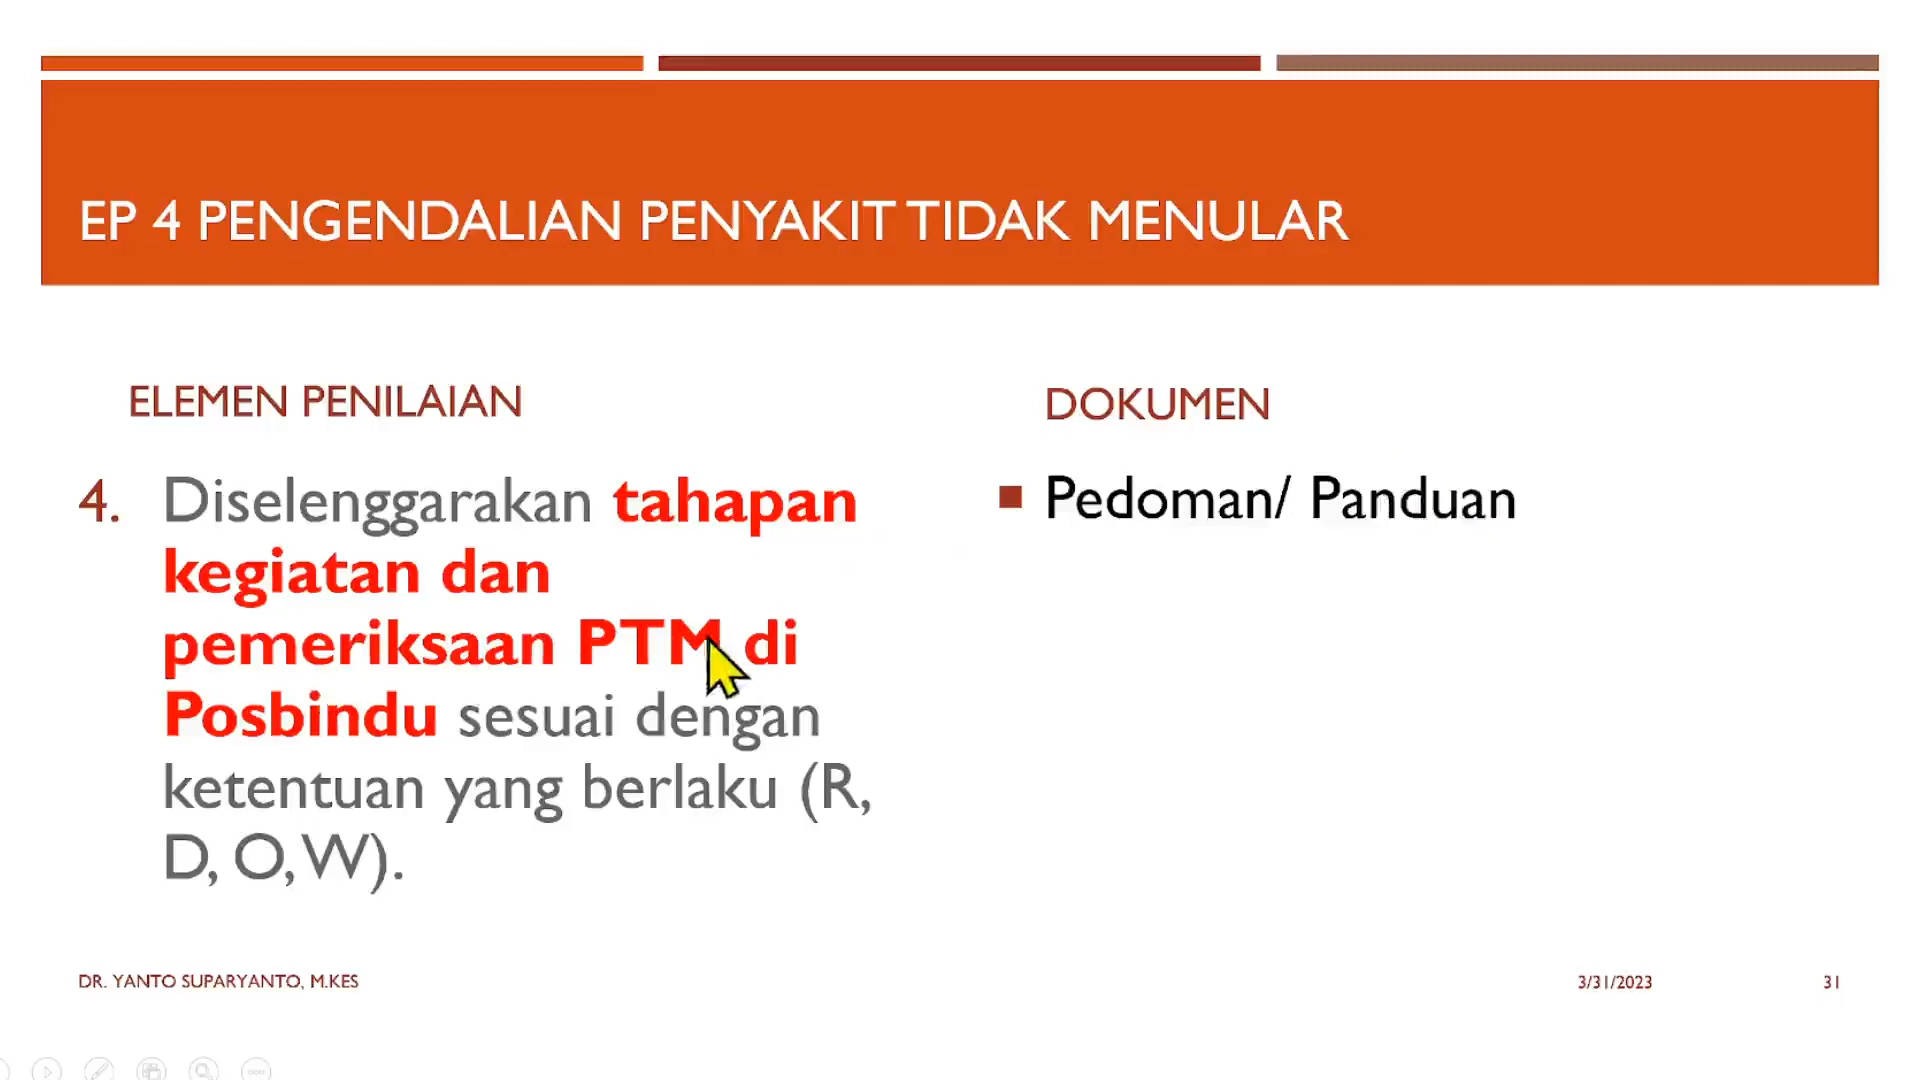 EP 4 PENGENDALIAN PENYAKIT TIDAK MENULAR
ELEMEN PENILAIAN
4. Diselenggarakan tahapan
kegiatan dan
pemeriksaan PTM di
Posbindu sesuai dengan
ketentuan yang berlaku (R,
D, O, W).
DOKUMEN
Pedoman/ Panduan
DR. YANTO SUPARYANTO, M.KES
3/31/2023
31